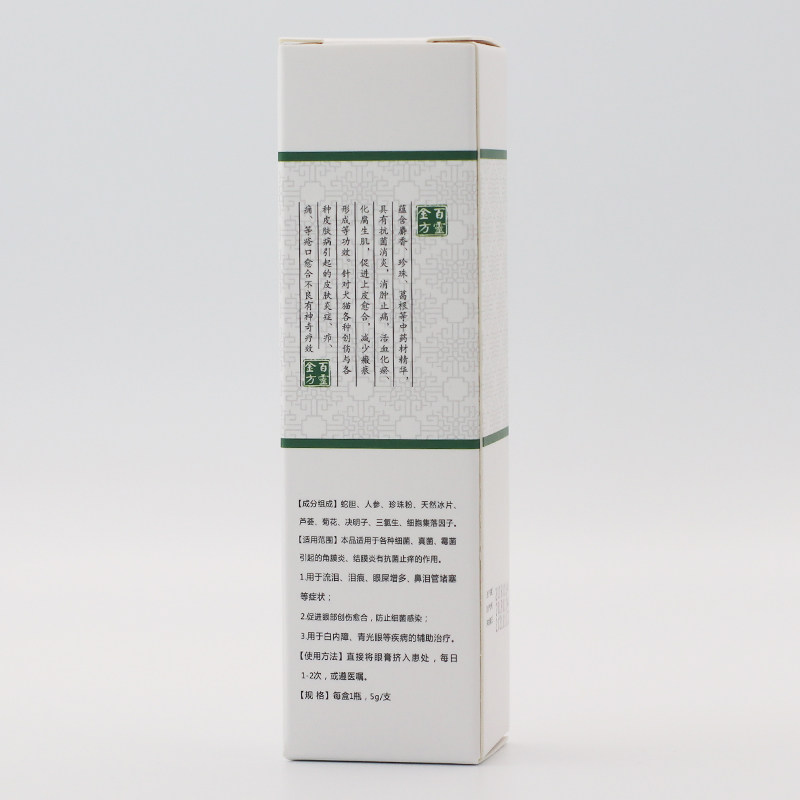 百靈
金方
蕴含麝香、珍珠、葛根等中药材精华,
具有抗菌消炎,消肿止痛、活血化瘀、
化腐生肌,促进上皮愈合,减少瘢痕
形成等功效。针对犬猫各种创伤与各
种皮肤病引起的皮肤炎症、疖、
痈、等疮口愈合不良有神奇疗效
百靈
金方
【成分组成】蛇胆、人参、珍珠粉、天然冰片、
芦荟、菊花、决明子、三氯生、细胞集落因子。
【适用范围】本品适用于各种细菌、真菌、霉菌
引起的角膜炎、结膜炎有抗菌止痒的作用。
1.用于流泪、泪痕、眼屎增多、鼻泪管堵塞
等症状;
2.促进眼部创伤愈合,防止细菌感染;
3.用于白内障、青光眼等疾病的辅助治疗。
【使用方法】直接将眼膏挤入患处,每日
1-2次,或遵医嘱。
【规 格】每盒1瓶,5g/支